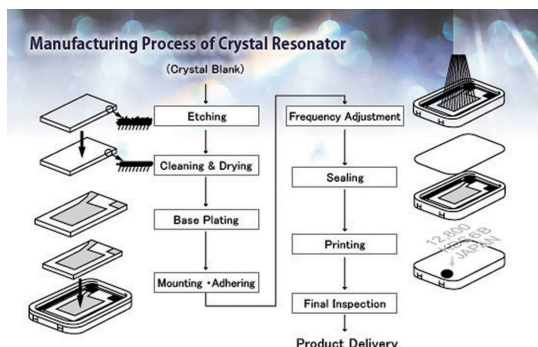 Manufacturing Process of Crystal Resonator
(Crystal Blank)
Etching
Cleaning & Drying
Base Plating
Mounting・Adhering
Frequency Adjustment
Sealing
Printing
Final Inspection
Product Delivery
12,800
JAPAN